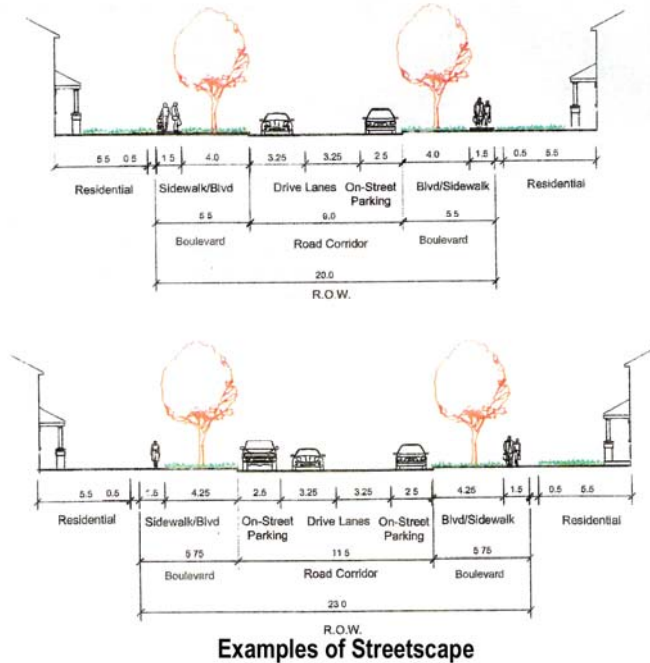 5.5 0.5 1.5 4.0 3.25 3.25 2.5 4.0 1.5 0.5 5.5
Residential Sidewalk/Blvd Drive Lanes On-Street Parking Blvd/Sidewalk Residential
5.5 9.0 5.5
Boulevard Road Corridor Boulevard
20.0
R.O.W.
5.5 0.5 1.5 4.25 2.5 3.25 3.25 2.5 4.25 1.5 0.5 5.5
Residential Sidewalk/Blvd On-Street Parking Drive Lanes On-Street Parking Blvd/Sidewalk Residential
5.75 11.5 5.75
Boulevard Road Corridor Boulevard
23.0
R.O.W.
Examples of Streetscape